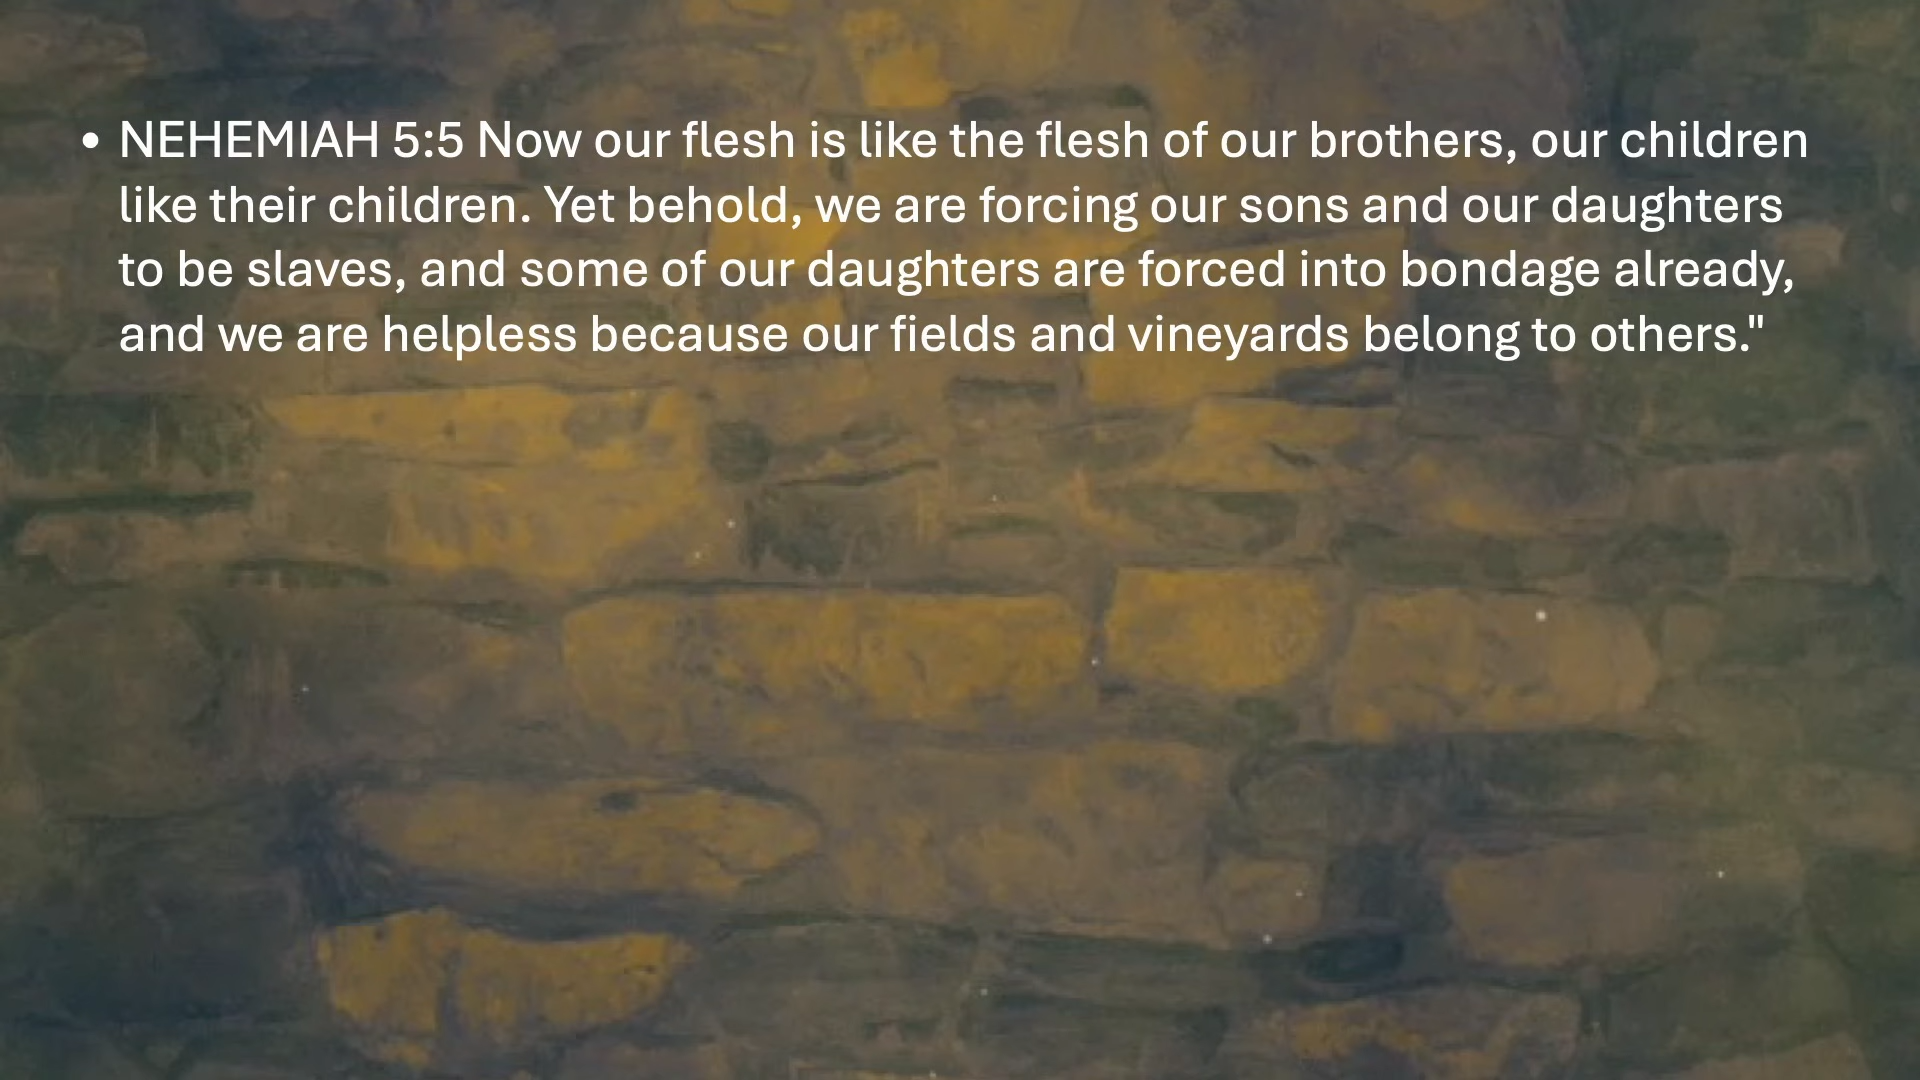 • NEHEMIAH 5:5 Now our flesh is like the flesh of our brothers, our children
like their children. Yet behold, we are forcing our sons and our daughters
to be slaves, and some of our daughters are forced into bondage already,
and we are helpless because our fields and vineyards belong to others."